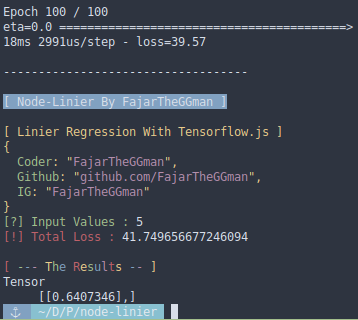 Epoch 100 / 100
eta=0.0 =========================================>
18ms 2991us/step - loss=39.57
-----------------------------------
[ Node-Linier By FajarTheGGman ]
[ Linier Regression With Tensorflow.js ]
{
Coder: "FajarTheGGman",
Github: "github.com/FajarTheGGman",
IG: "FajarTheGGman"
}
[?] Input Values : 5
[!] Total Loss : 41.749656677246094
[ --- The Results -- ]
Tensor
[[0.6407346],]
~/D/P/node-linier